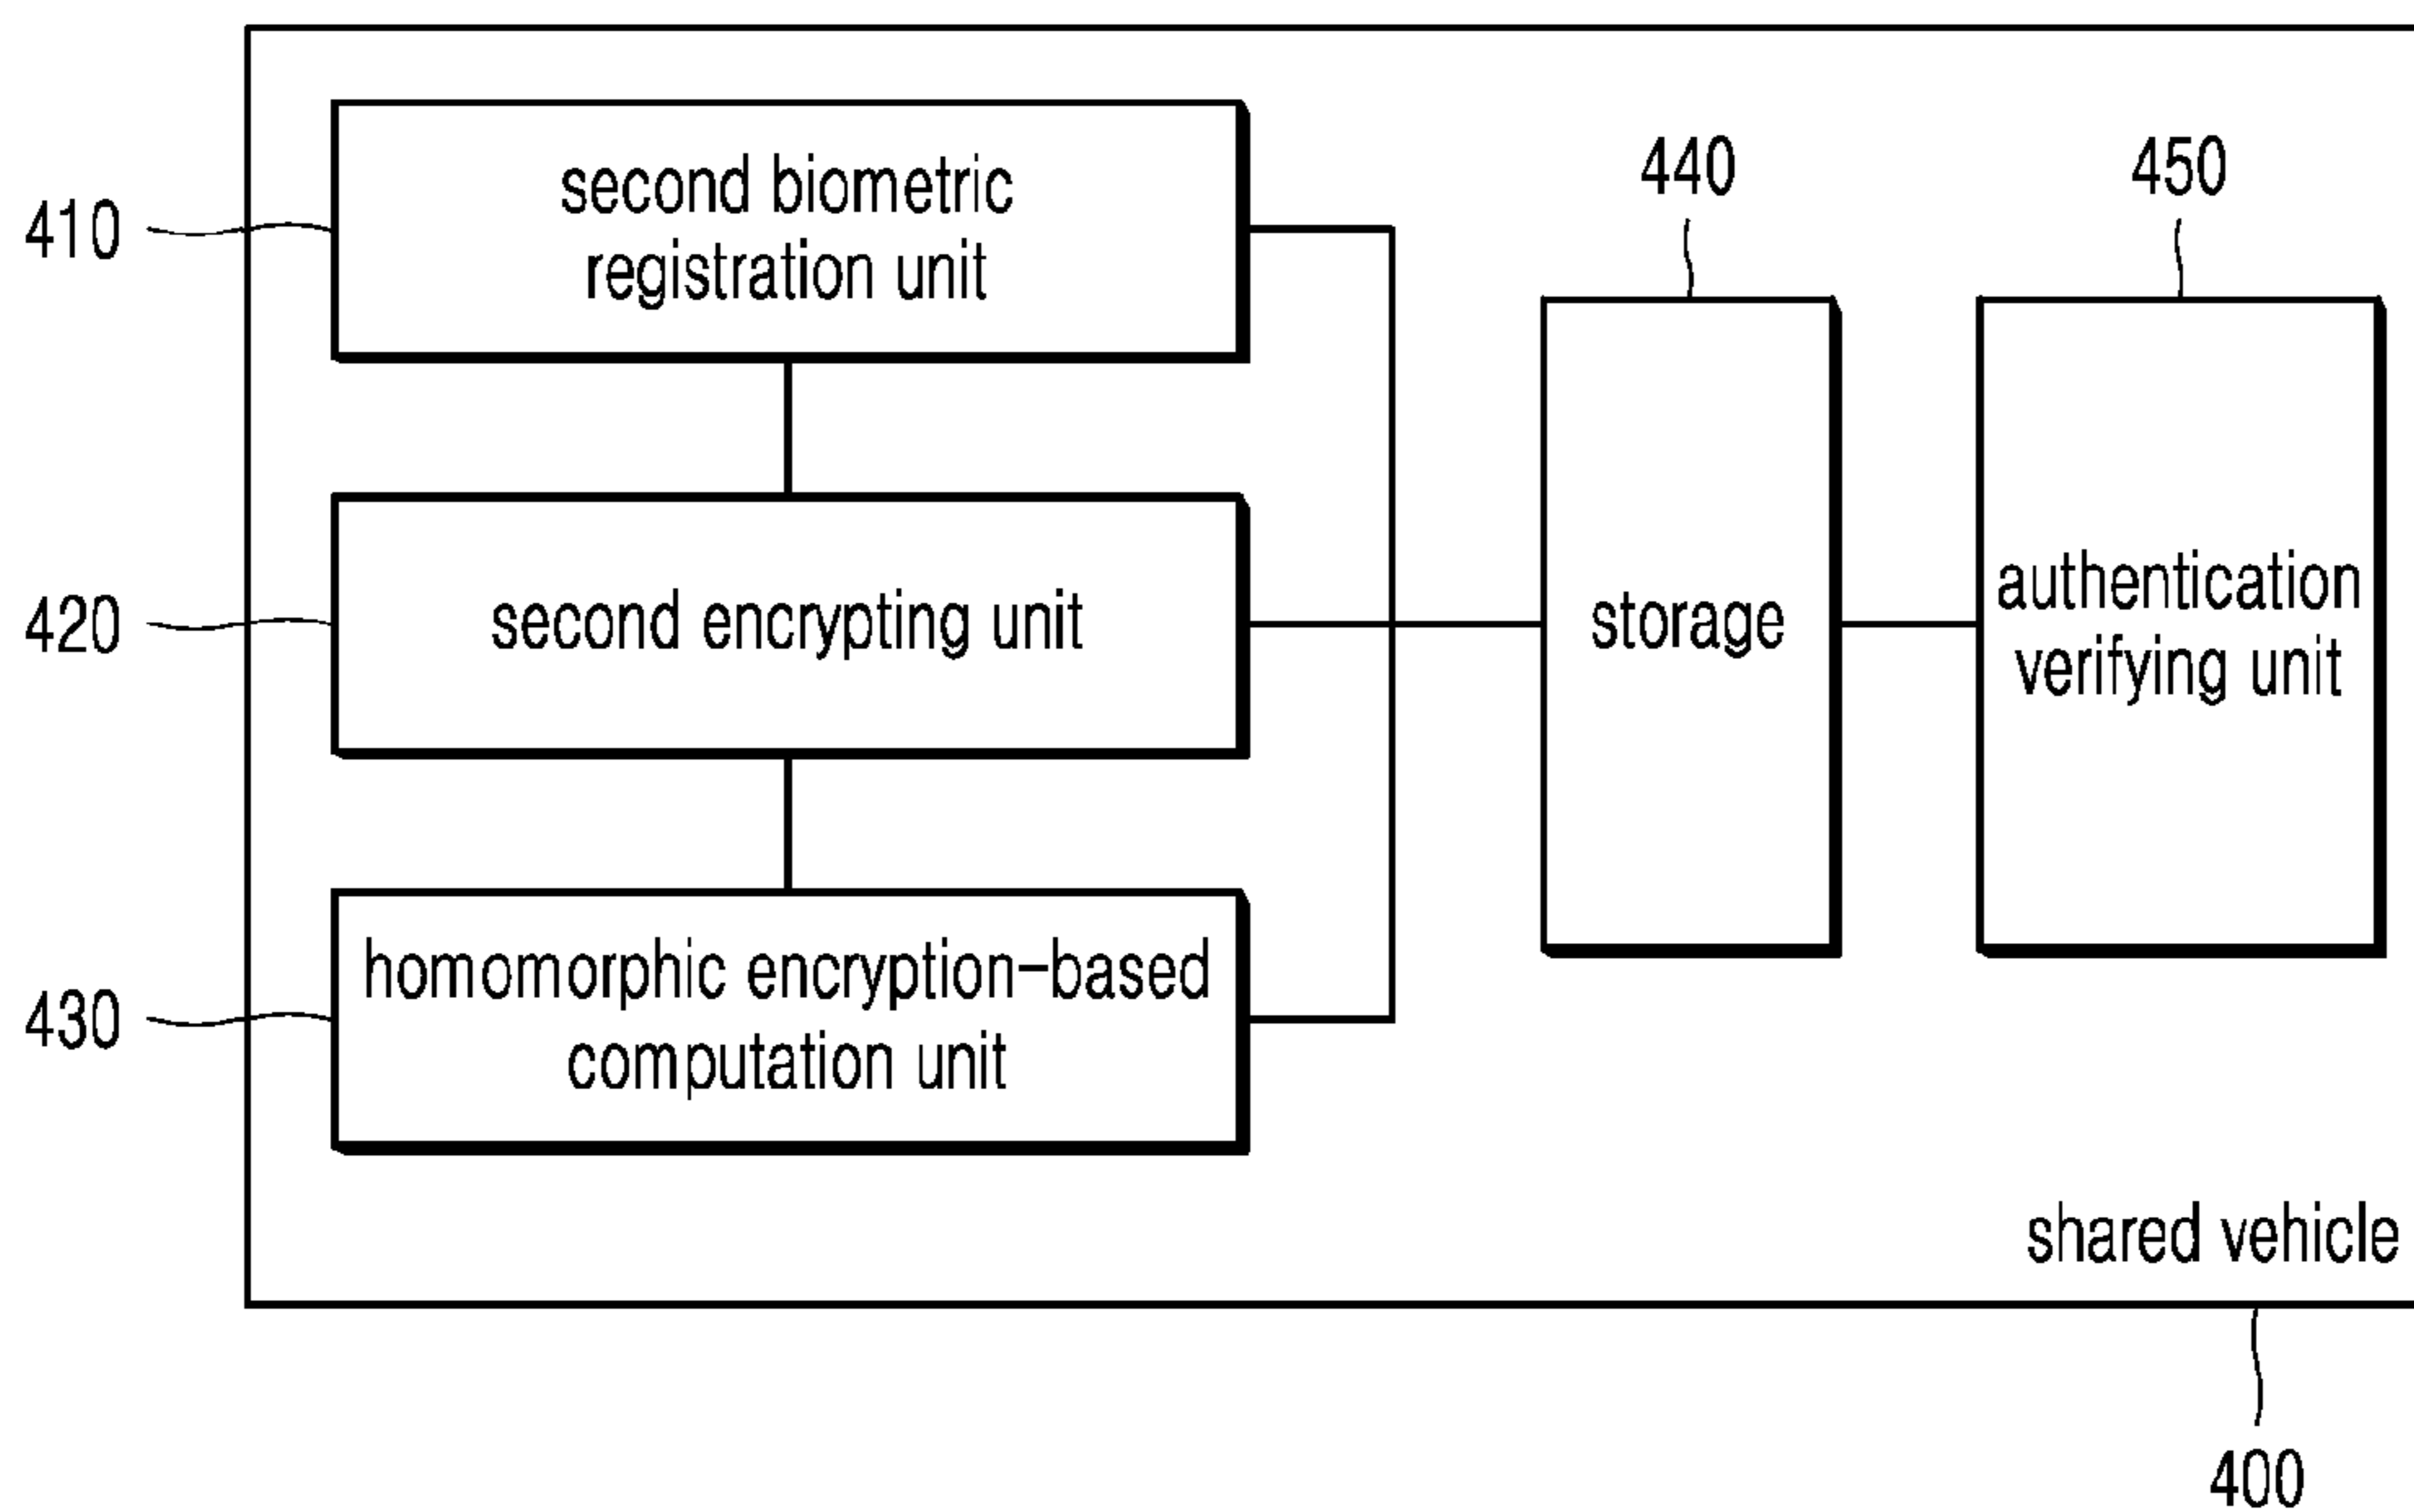 410
second biometric
registration unit
420
second encrypting unit
430
homomorphic encryption-based
computation unit
440
storage
450
authentication
verifying unit
shared vehicle
400